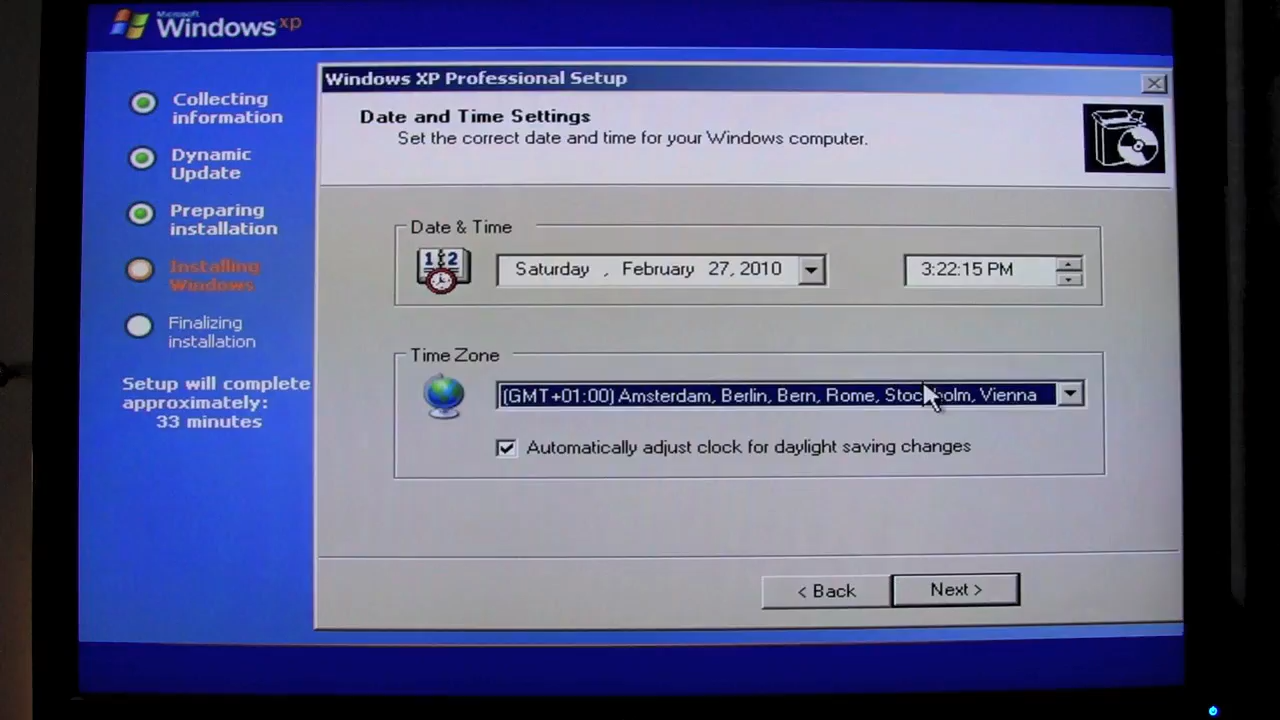 Microsoft
Windows xp
Collecting
information
Dynamic
Update
Preparing
installation
Installing
Windows
Finalizing
installation
Setup will complete
approximately:
33 minutes
Windows XP Professional Setup
Date and Time Settings
Set the correct date and time for your Windows computer.
Date & Time
12
Saturday , February 27, 2010
3:22:15 PM
Time Zone
(GMT+01:00) Amsterdam, Berlin, Bern, Rome, Stockholm, Vienna
Automatically adjust clock for daylight saving changes
< Back
Next >